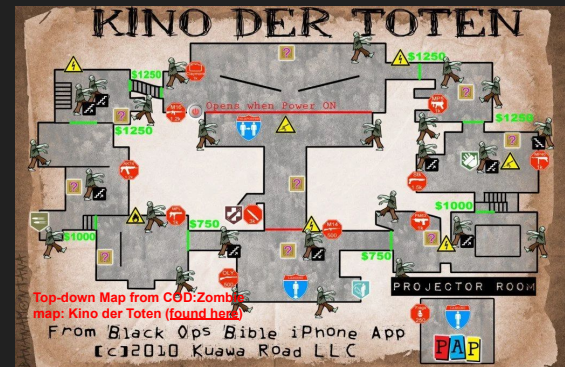 KINO DER TOTEN
$1250
$1250
$1250
Opens when Power ON
$1250
$1000
$1000
$750
$750
PROJECTOR ROOM
Top-down Map from COD:Zombie
map: Kino der Toten (found here)
From Black Ops Bible iPhone App
[c]2010 Kuawa Road LLC
PAP